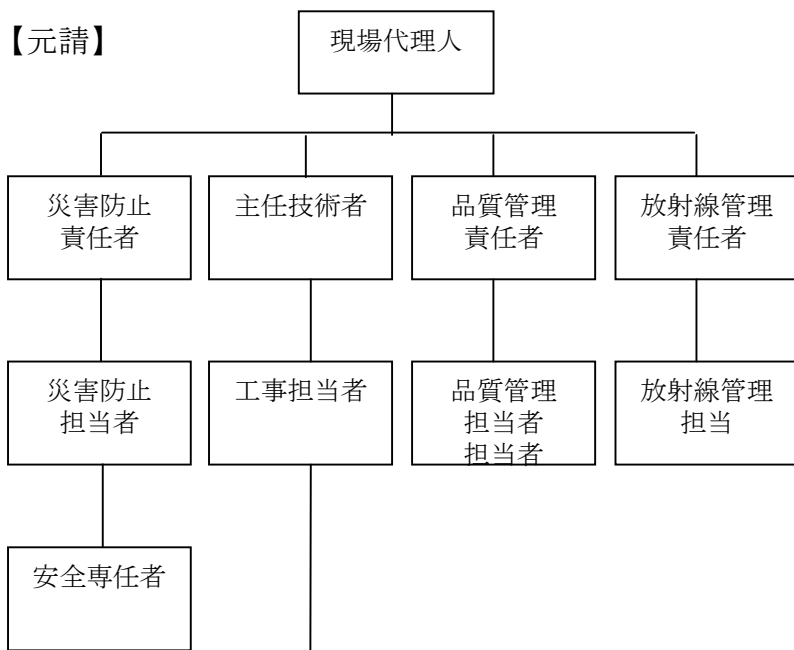 【元請】
現場代理人
災害防止
責任者
主任技術者
品質管理
責任者
放射線管理
責任者
災害防止
担当者
工事担当者
品質管理
担当者
担当者
放射線管理
担当
安全専任者